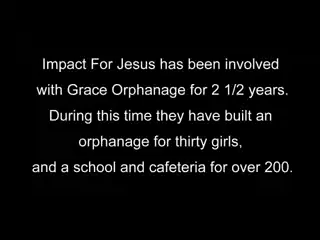 Impact For Jesus has been involved
with Grace Orphanage for 2 1/2 years.
During this time they have built an
orphanage for thirty girls,
and a school and cafeteria for over 200.